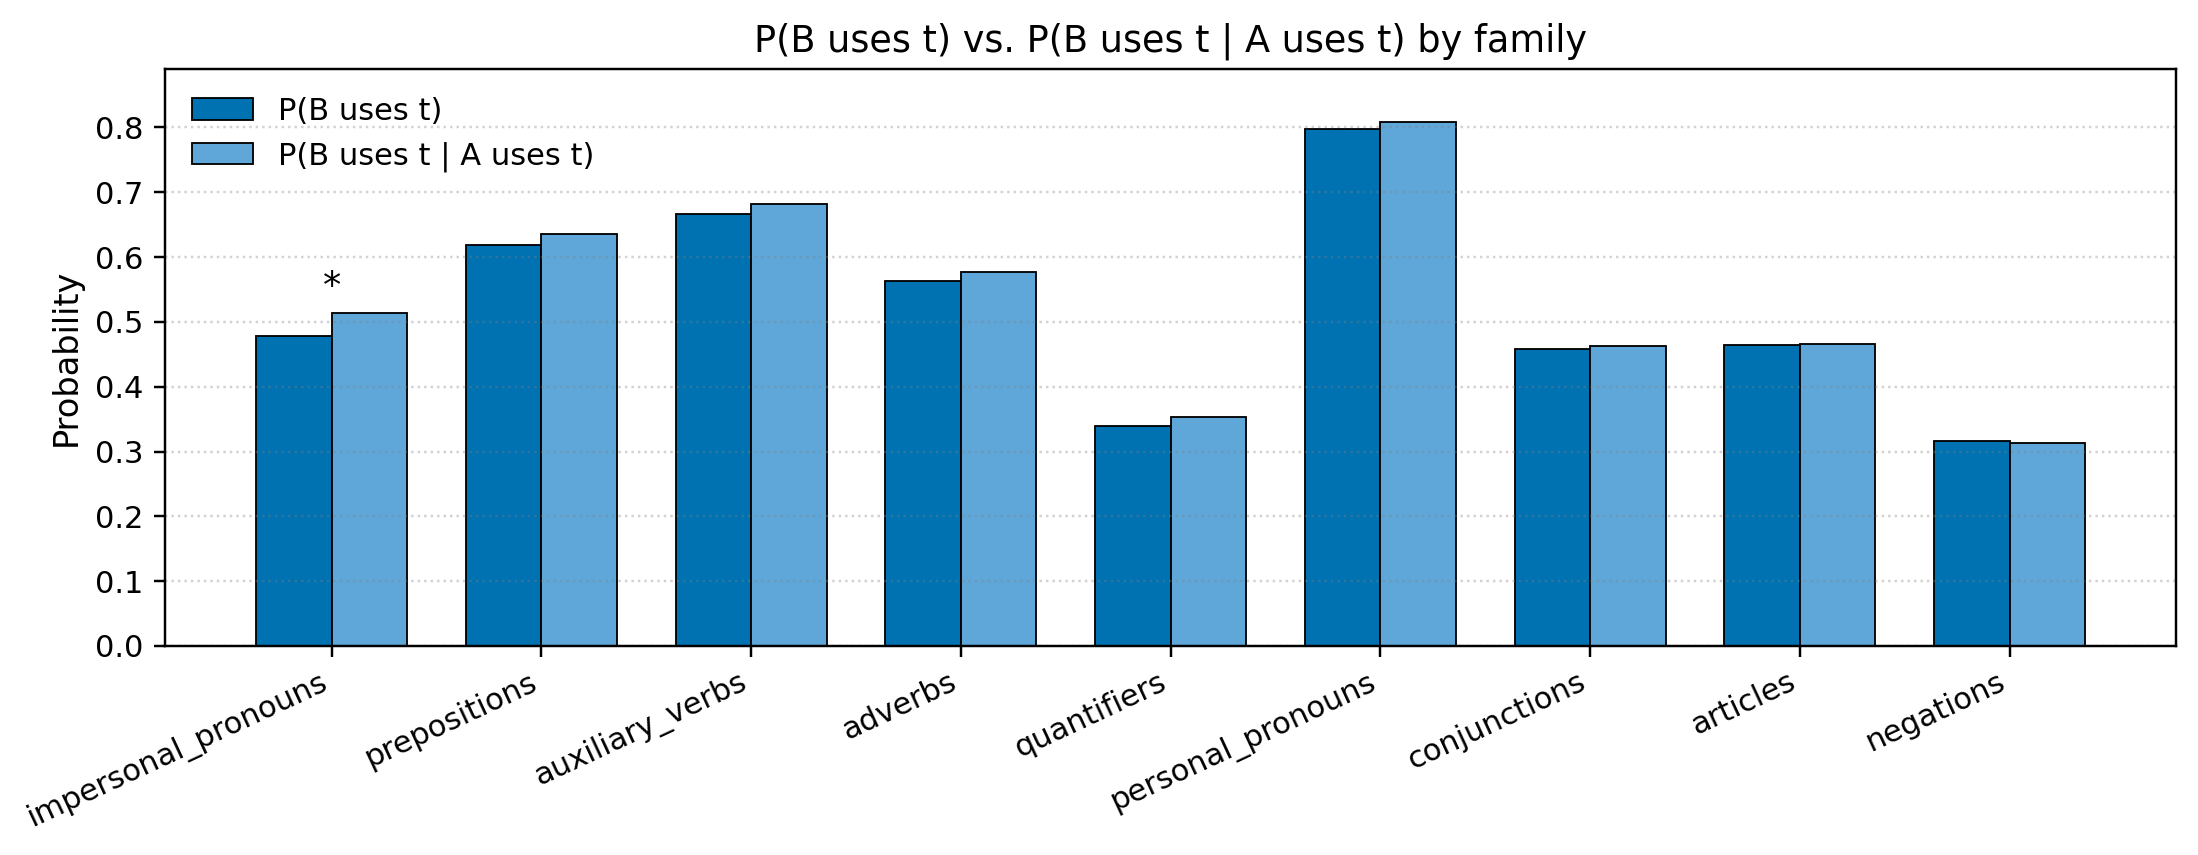 P(B uses t) vs. P(B uses t | A uses t) by family
P(B uses t)
P(B uses t | A uses t)
Probability
0.8
0.7
0.6
0.5
0.4
0.3
0.2
0.1
0.0
*
impersonal_pronouns
prepositions
auxiliary_verbs
adverbs
quantifiers
personal_pronouns
conjunctions
articles
negations